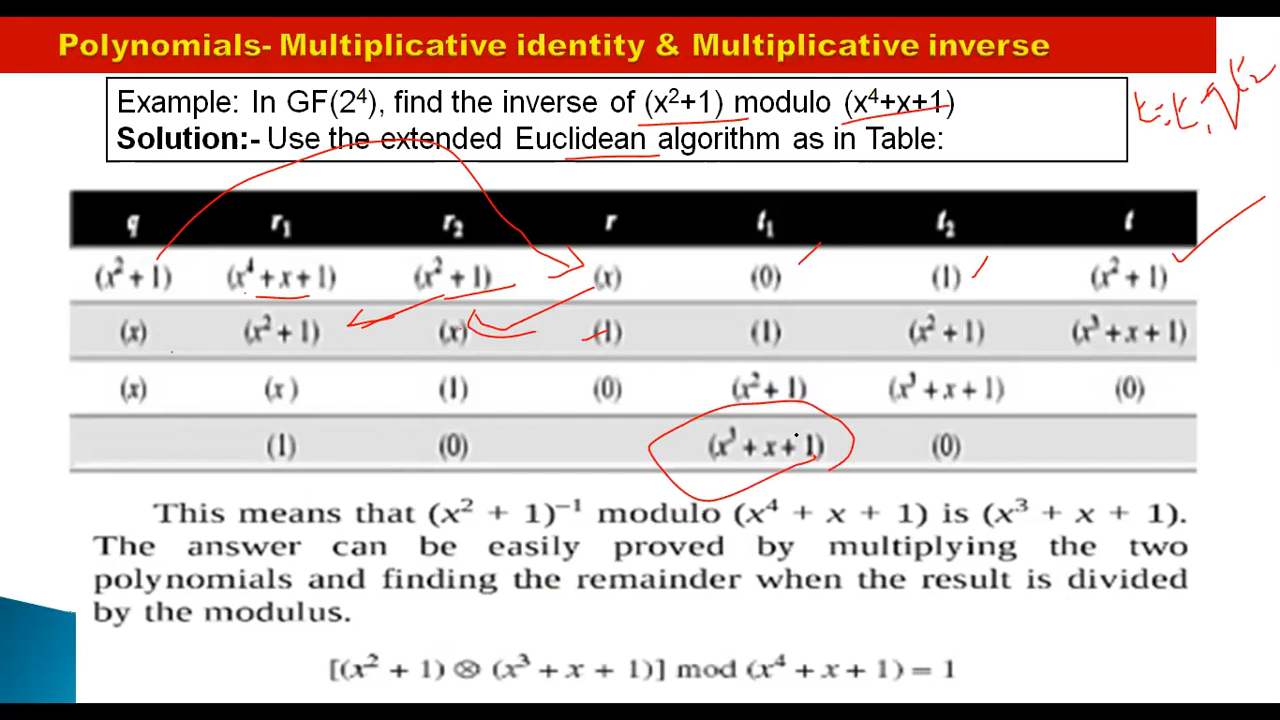 Polynomials- Multiplicative identity & Multiplicative inverse
Example: In GF(2⁴), find the inverse of (x²+1) modulo (x⁴+x+1)
Solution:- Use the extended Euclidean algorithm as in Table:
q r₁ r₂ r t₁ t₂ t
(x² + 1) (x⁴ + x + 1) (x² + 1) (x) (0) (1) (x² + 1)
(x) (x² + 1) (x) (1) (1) (x² + 1) (x³ + x + 1)
(x) (x) (1) (0) (x² + 1) (x³ + x + 1) (0)
(1) (0) (x³ + x + 1) (0)
This means that (x² + 1)⁻¹ modulo (x⁴ + x + 1) is (x³ + x + 1).
The answer can be easily proved by multiplying the two
polynomials and finding the remainder when the result is divided
by the modulus.
[(x² + 1) ⊗ (x³ + x + 1)] mod (x⁴ + x + 1) = 1